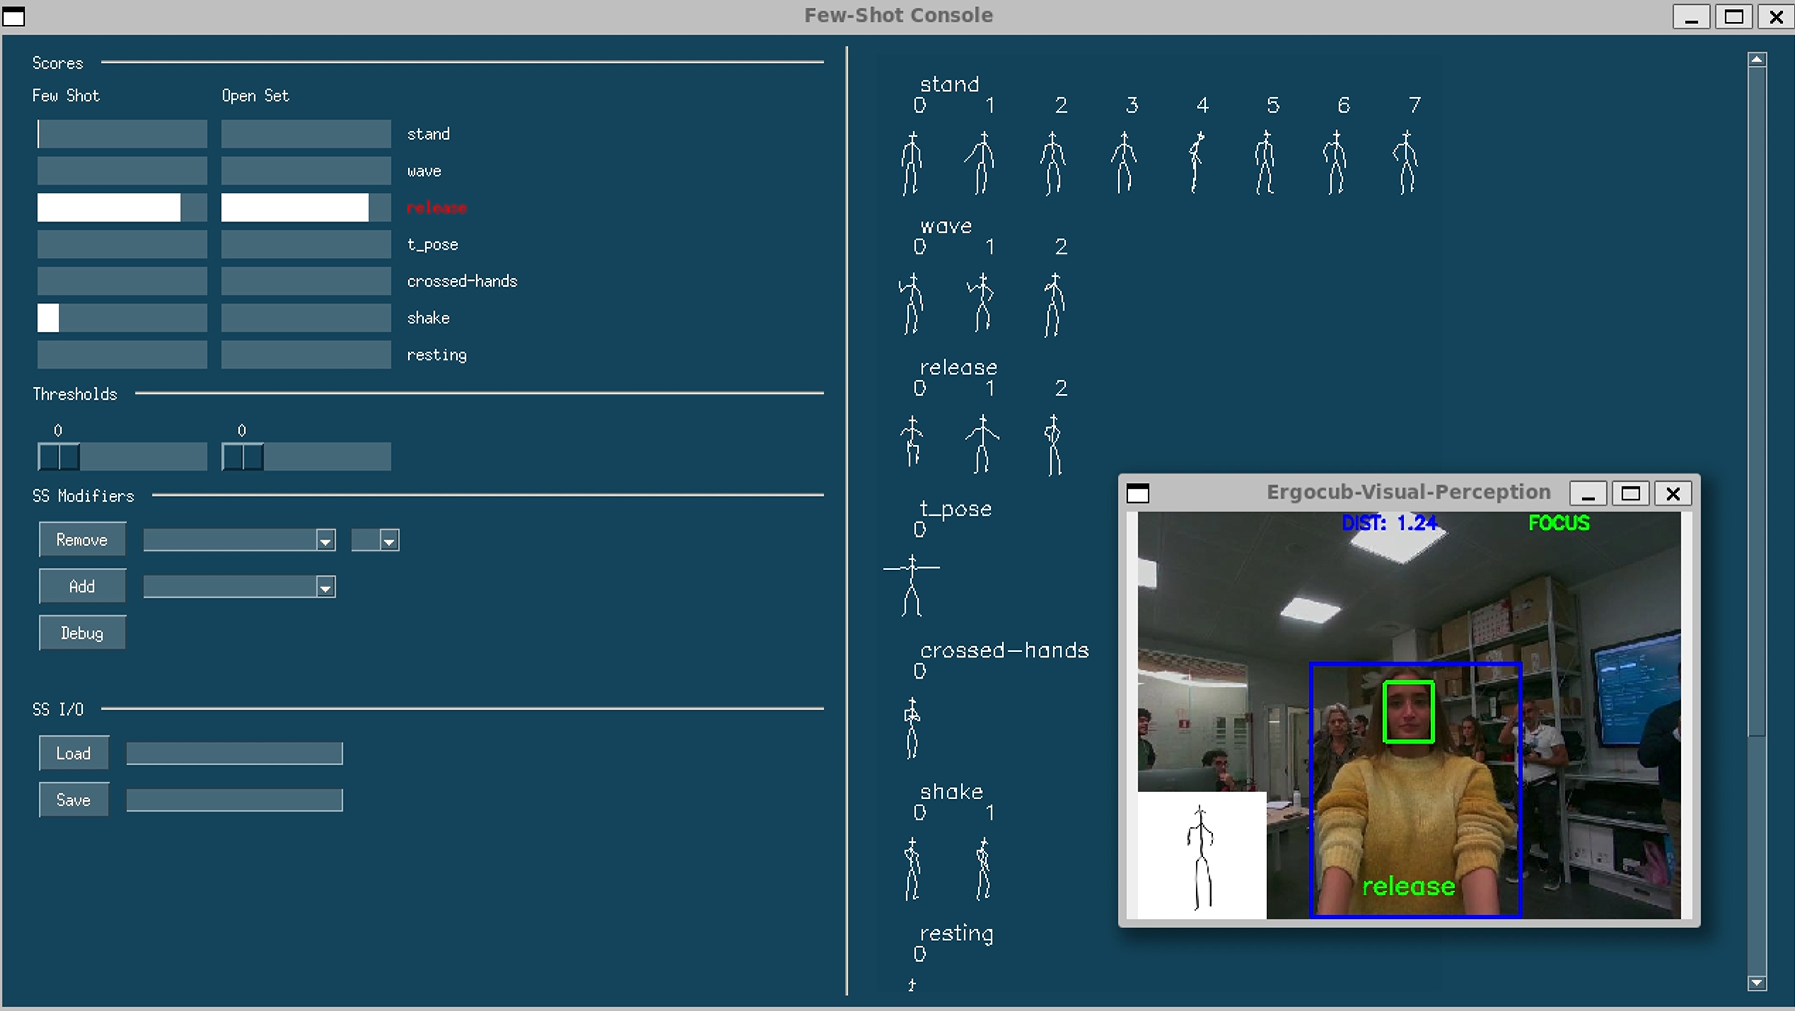 Few-Shot Console
Scores
Few Shot Open Set
stand
wave
release
t_pose
crossed-hands
shake
resting
Thresholds
0 0
SS Modifiers
Remove
Add
Debug
SS I/O
Load
Save
stand
0 1 2 3 4 5 6 7
wave
0 1 2
release
0 1 2
t_pose
0
crossed-hands
0
shake
0 1
resting
0
Ergocub-Visual-Perception
DIST: 1.24 FOCUS
release